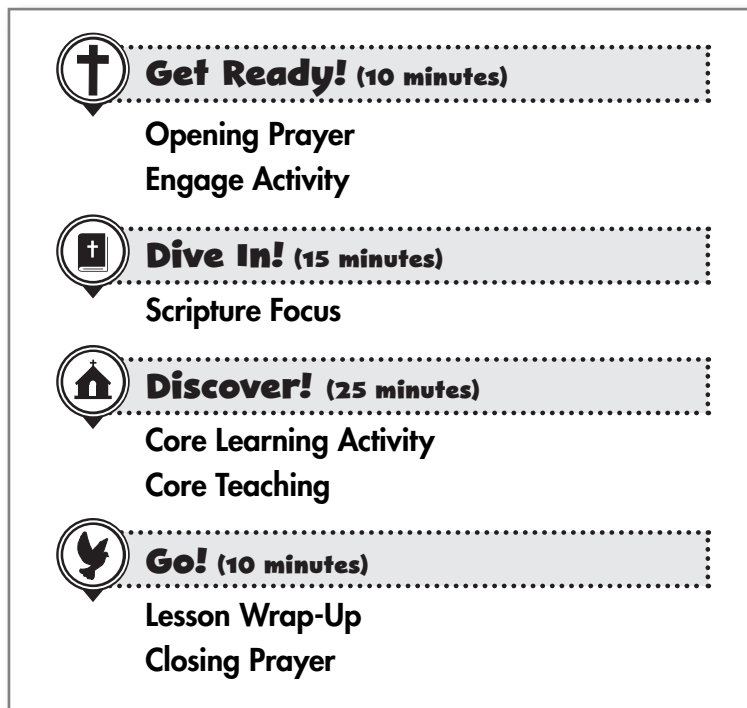 Get Ready! (10 minutes)
Opening Prayer
Engage Activity
Dive In! (15 minutes)
Scripture Focus
Discover! (25 minutes)
Core Learning Activity
Core Teaching
Go! (10 minutes)
Lesson Wrap-Up
Closing Prayer